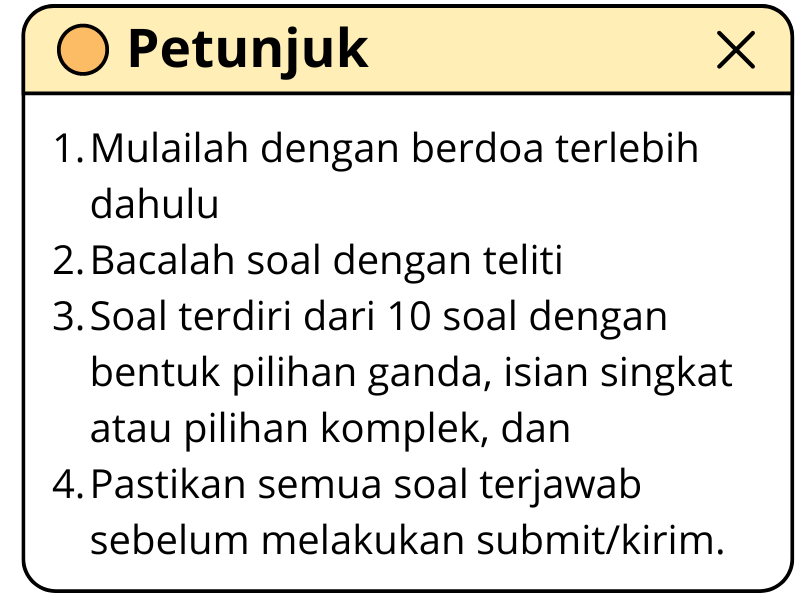 Petunjuk
1. Mulailah dengan berdoa terlebih
dahulu
2. Bacalah soal dengan teliti
3. Soal terdiri dari 10 soal dengan
bentuk pilihan ganda, isian singkat
atau pilihan komplek, dan
4. Pastikan semua soal terjawab
sebelum melakukan submit/kirim.